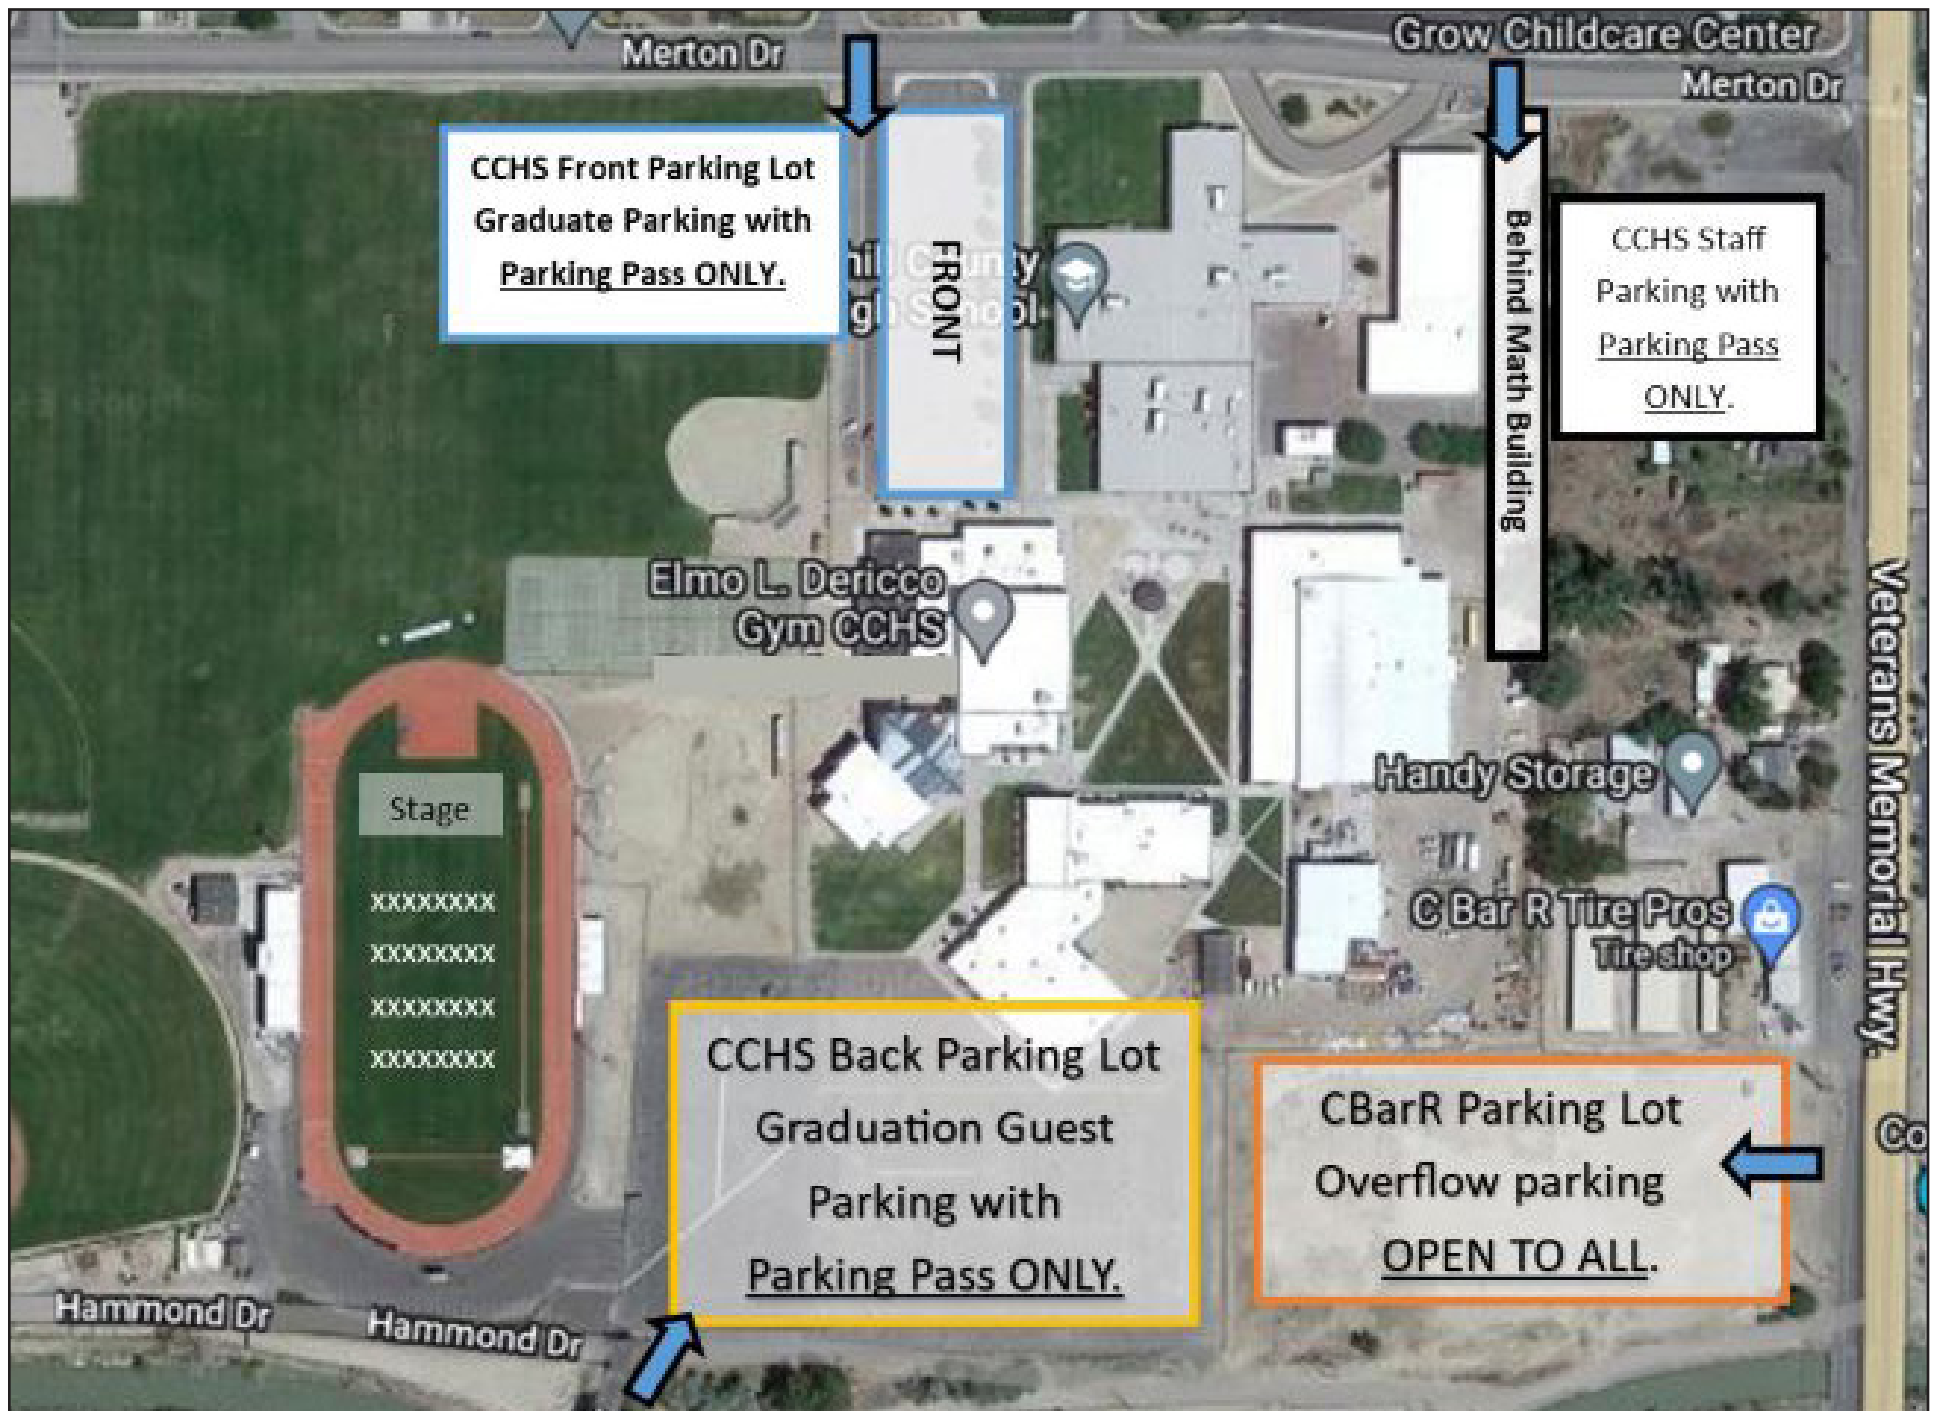 Merton Dr
Grow Childcare Center
Merton Dr
CCHS Front Parking Lot
Graduate Parking with
Parking Pass ONLY.
FRONT
County
School
Behind Math Building
CCHS Staff
Parking with
Parking Pass
ONLY.
Elmo L. Dericco
Gym CCHS
Veterans Memorial Hwy.
Stage
Handy Storage
XXXXXXXX
XXXXXXXX
XXXXXXXX
XXXXXXXX
C Bar R Tire Pros
Tire shop
CCHS Back Parking Lot
Graduation Guest
Parking with
Parking Pass ONLY.
CBarR Parking Lot
Overflow parking
OPEN TO ALL.
Co
Hammond Dr
Hammond Dr